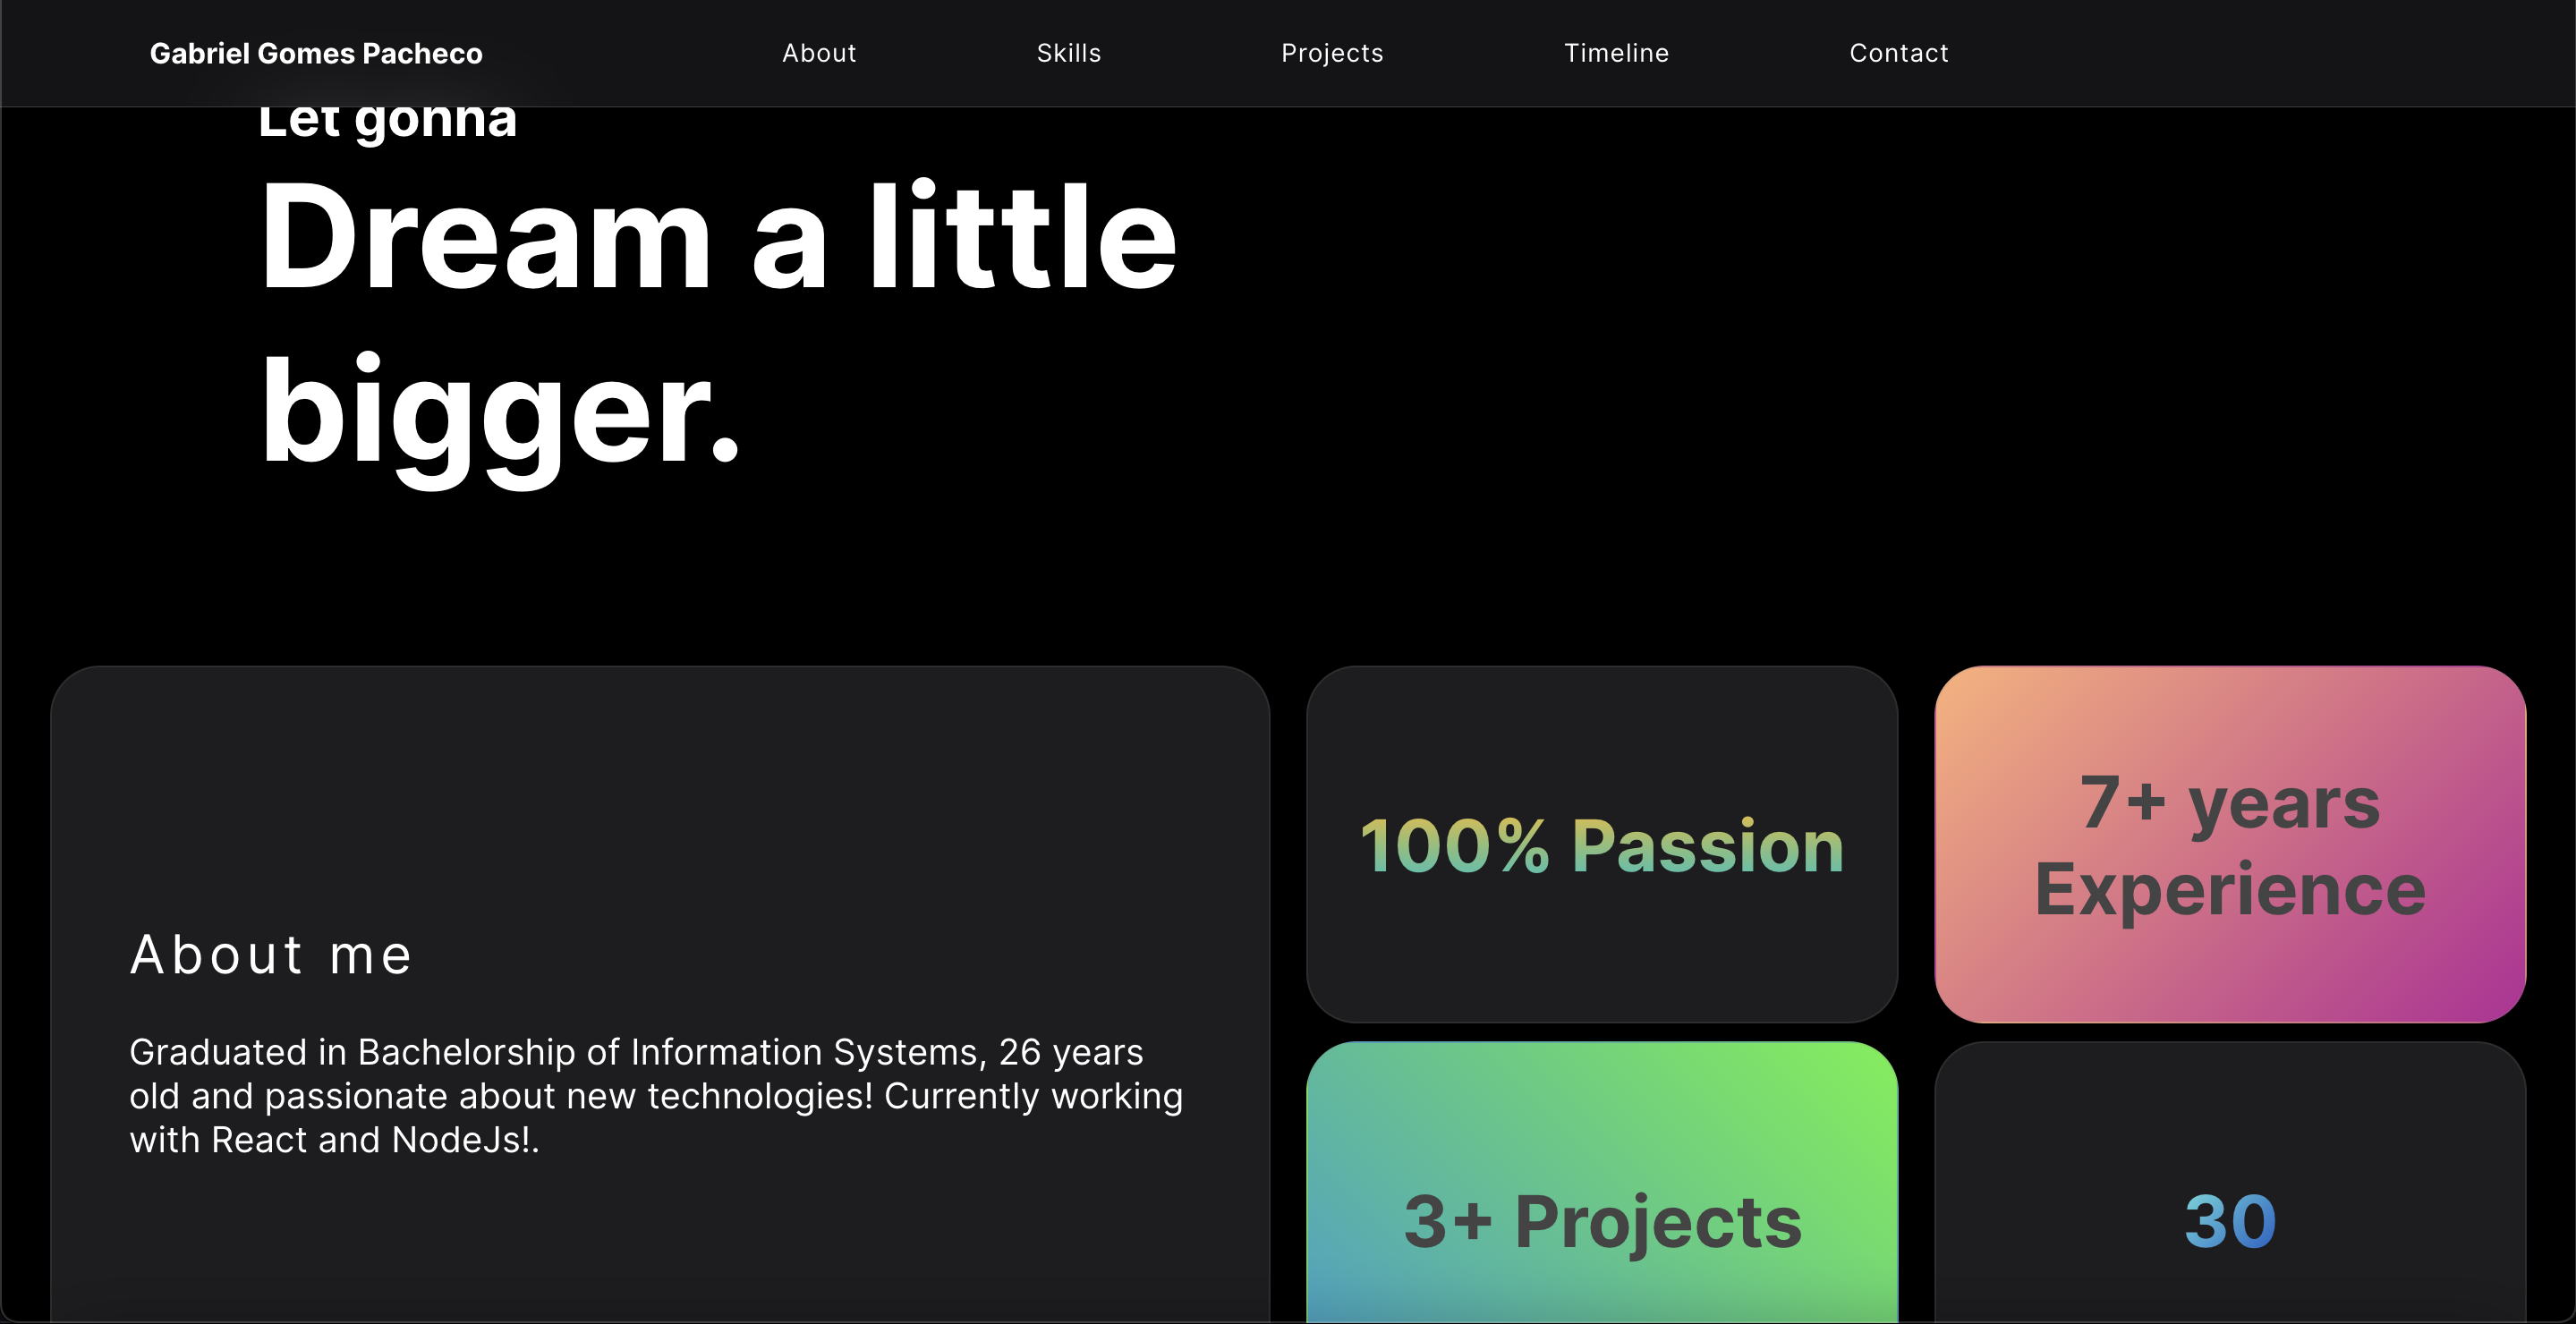 Gabriel Gomes Pacheco
About
Skills
Projects
Timeline
Contact
Let gonna
Dream a little
bigger.
About me
Graduated in Bachelorship of Information Systems, 26 years
old and passionate about new technologies! Currently working
with React and NodeJs!.
100% Passion
7+ years
Experience
3+ Projects
30